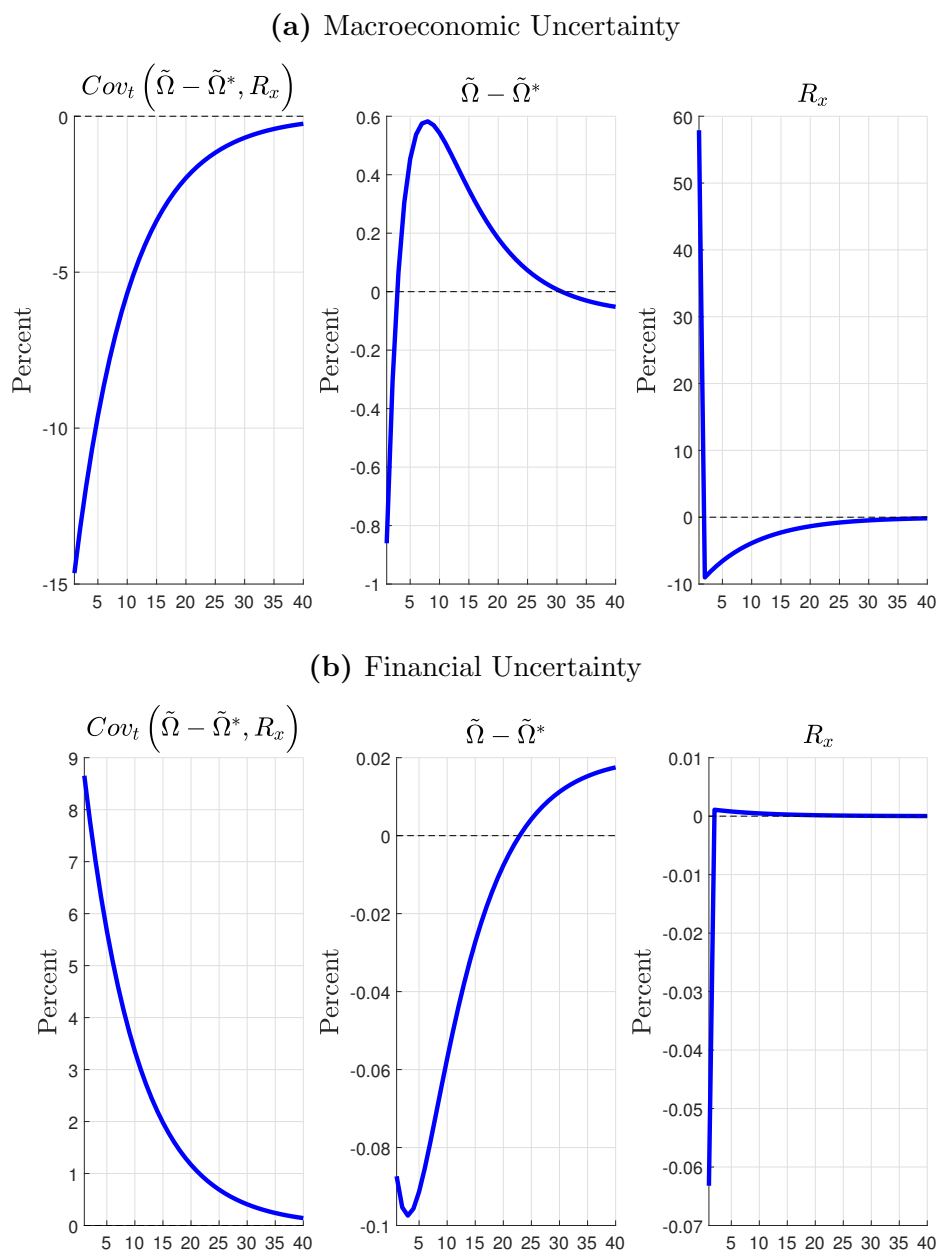 (a) Macroeconomic Uncertainty
Cov_t (Ω̃ − Ω̃*, R_x)
Ω̃ − Ω̃*
R_x
Percent
0
-5
-10
-15
5 10 15 20 25 30 35 40
Percent
0.6
0.4
0.2
0
-0.2
-0.4
-0.6
-0.8
-1
5 10 15 20 25 30 35 40
Percent
60
50
40
30
20
10
0
-10
5 10 15 20 25 30 35 40
(b) Financial Uncertainty
Cov_t (Ω̃ − Ω̃*, R_x)
Ω̃ − Ω̃*
R_x
Percent
9
8
7
6
5
4
3
2
1
0
5 10 15 20 25 30 35 40
Percent
0.02
0
-0.02
-0.04
-0.06
-0.08
-0.1
5 10 15 20 25 30 35 40
Percent
0.01
0
-0.01
-0.02
-0.03
-0.04
-0.05
-0.06
-0.07
5 10 15 20 25 30 35 40